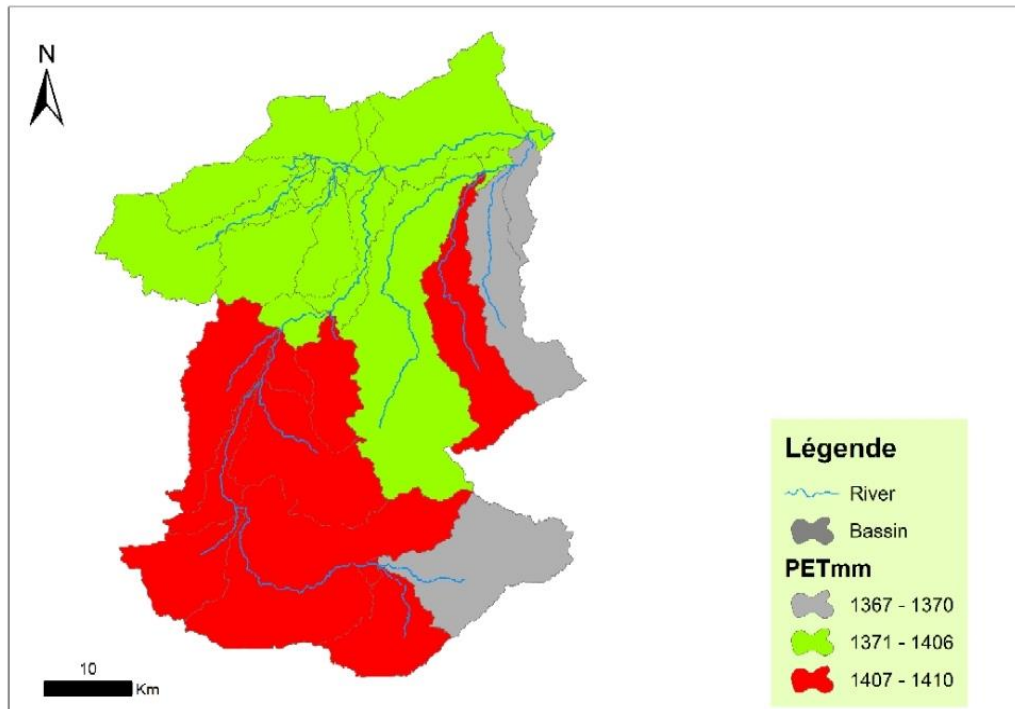 N
Légende
River
Bassin
PETmm
1367 - 1370
1371 - 1406
1407 - 1410
10
Km